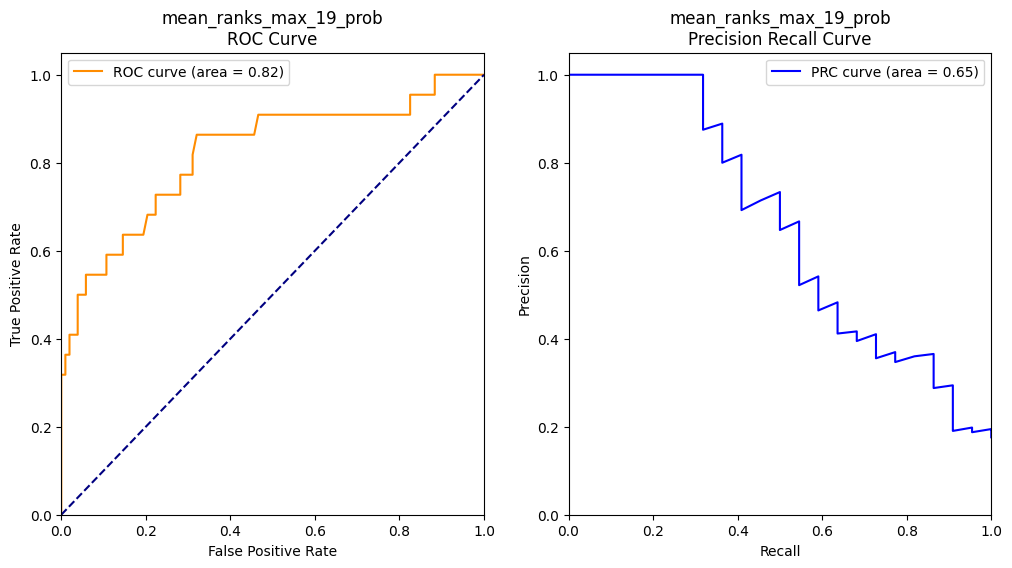 mean_ranks_max_19_prob
ROC Curve
ROC curve (area = 0.82)
1.0
0.8
0.6
0.4
0.2
0.0
True Positive Rate
0.0 0.2 0.4 0.6 0.8 1.0
False Positive Rate
mean_ranks_max_19_prob
Precision Recall Curve
PRC curve (area = 0.65)
1.0
0.8
0.6
0.4
0.2
0.0
Precision
0.0 0.2 0.4 0.6 0.8 1.0
Recall